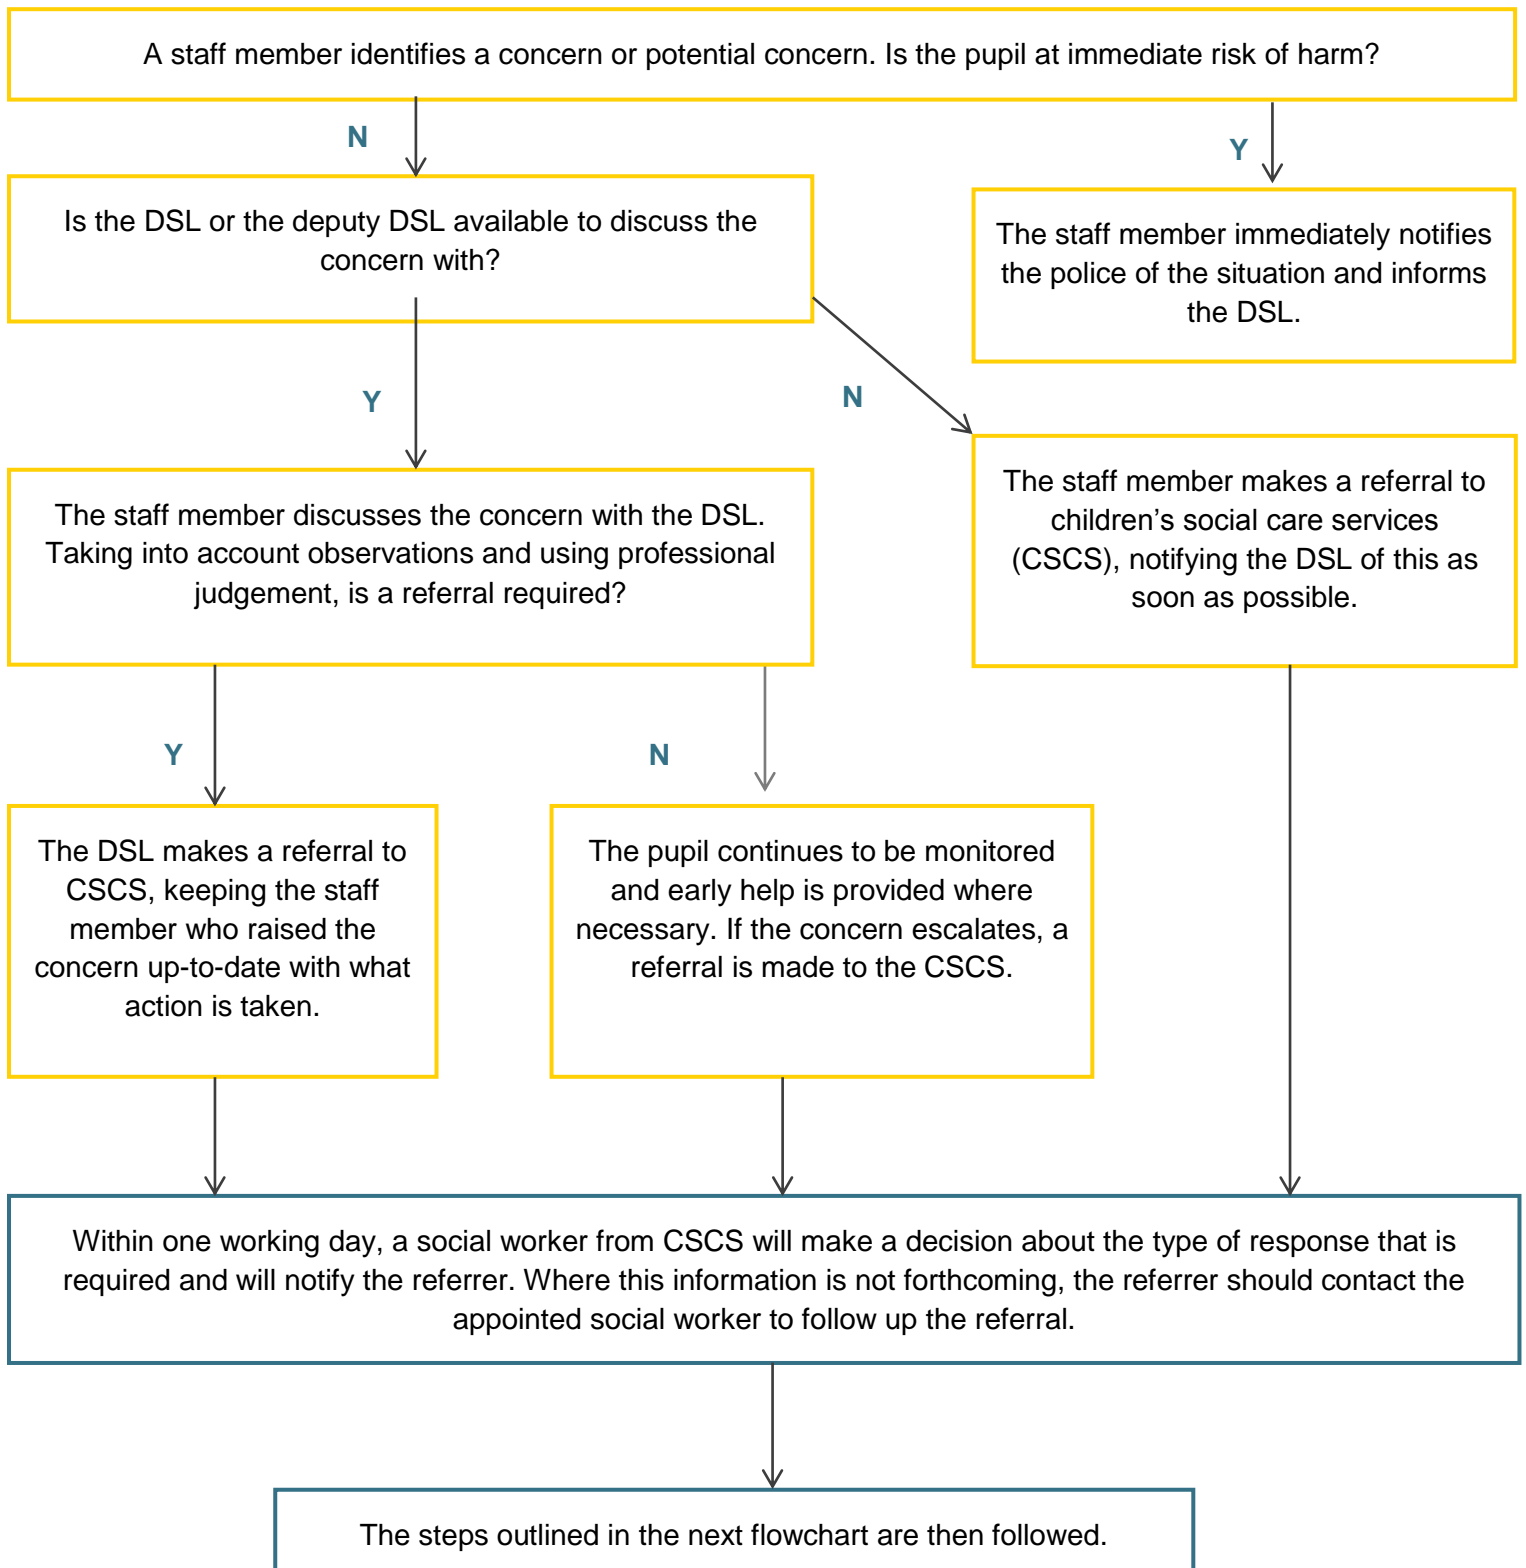 A staff member identifies a concern or potential concern. Is the pupil at immediate risk of harm?
N
Y
Is the DSL or the deputy DSL available to discuss the
concern with?
The staff member immediately notifies
the police of the situation and informs
the DSL.
Y
N
The staff member discusses the concern with the DSL.
Taking into account observations and using professional
judgement, is a referral required?
The staff member makes a referral to
children’s social care services
(CSCS), notifying the DSL of this as
soon as possible.
Y
N
The DSL makes a referral to
CSCS, keeping the staff
member who raised the
concern up-to-date with what
action is taken.
The pupil continues to be monitored
and early help is provided where
necessary. If the concern escalates, a
referral is made to the CSCS.
Within one working day, a social worker from CSCS will make a decision about the type of response that is
required and will notify the referrer. Where this information is not forthcoming, the referrer should contact the
appointed social worker to follow up the referral.
The steps outlined in the next flowchart are then followed.